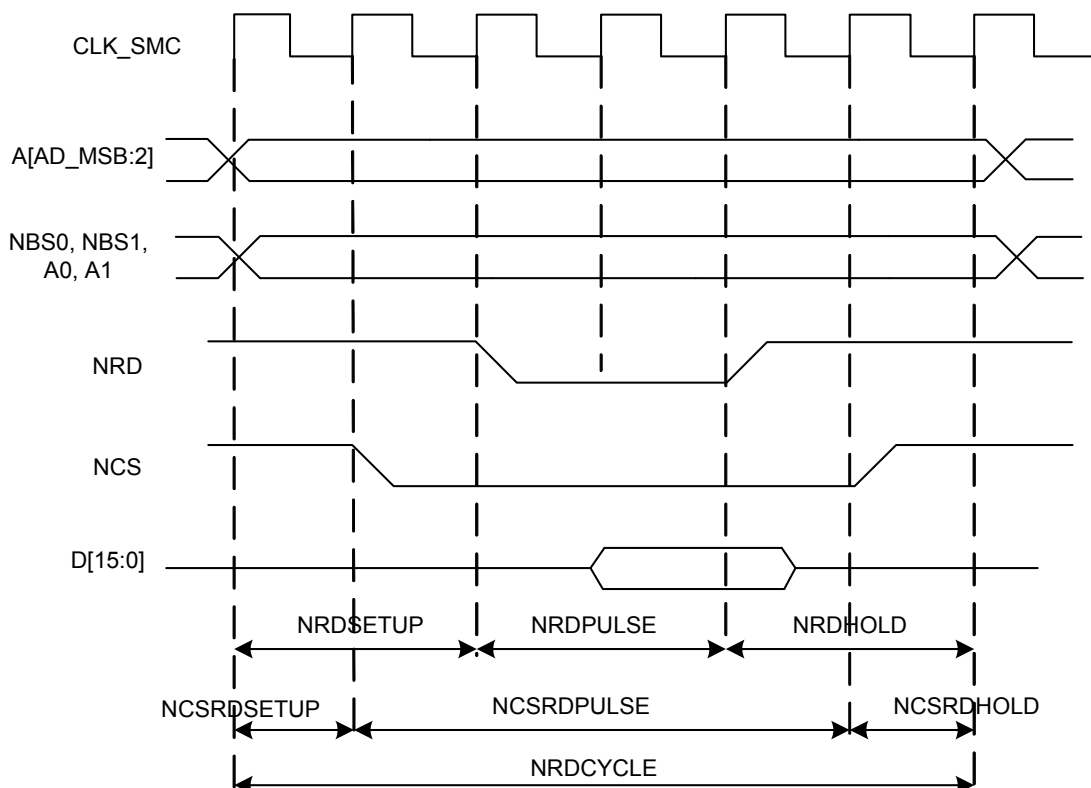 CLK_SMC
A[AD_MSB:2]
NBS0, NBS1,
A0, A1
NRD
NCS
D[15:0]
NRDSETUP
NRDPULSE
NRDHOLD
NCSRDSETUP
NCSRDPULSE
NCSRDHOLD
NRDCYCLE